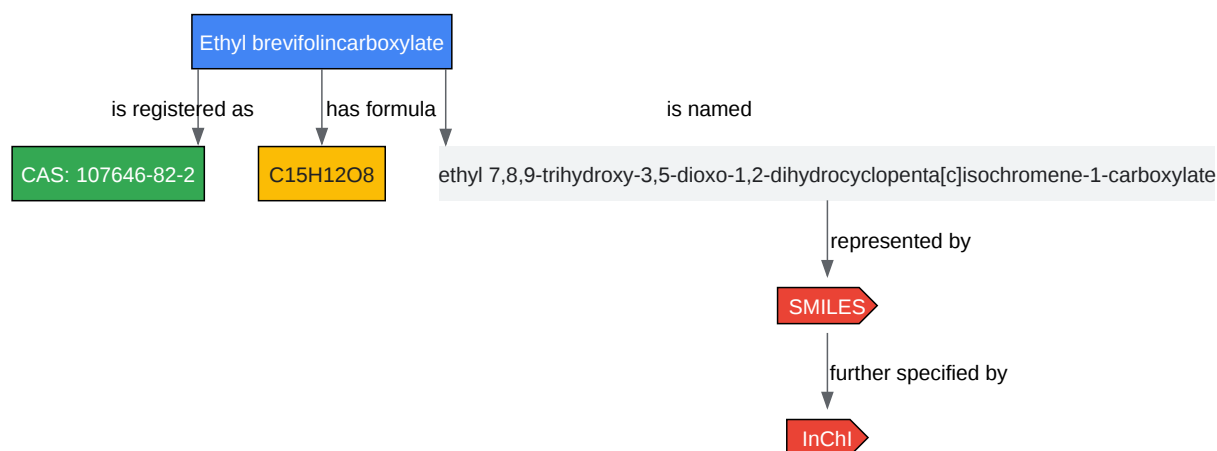 Ethyl brevifolincarboxylate
is registered as
has formula
is named
CAS: 107646-82-2
C15H12O8
ethyl 7,8,9-trihydroxy-3,5-dioxo-1,2-dihydrocyclopenta[c]isochromene-1-carboxylate
represented by
SMILES
further specified by
InChI